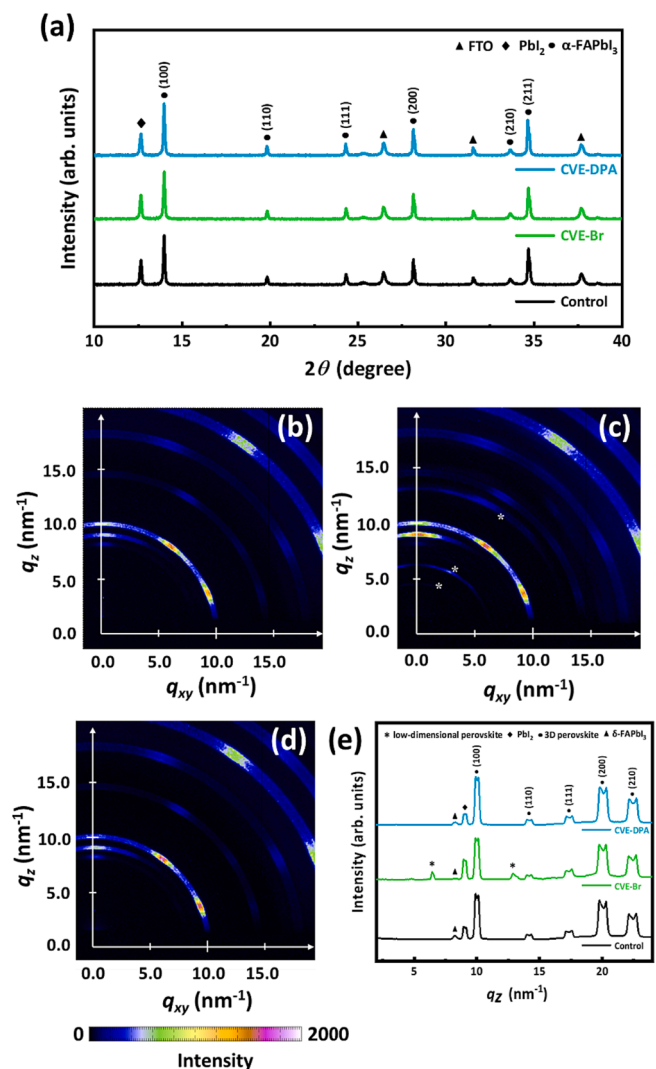 (a)
▲ FTO ◆ PbI₂ ● α-FAPbI₃
(100)
(110)
(111)
(200)
(210)
(211)
CVE-DPA
CVE-Br
Control
Intensity (arb. units)
10 15 20 25 30 35 40
2θ (degree)
(b)
15.0
10.0
5.0
0.0
qz (nm⁻¹)
0.0 5.0 10.0 15.0
qxy (nm⁻¹)
(c)
15.0
10.0
5.0
0.0
qz (nm⁻¹)
*
*
*
0.0 5.0 10.0 15.0
qxy (nm⁻¹)
(d)
15.0
10.0
5.0
0.0
qz (nm⁻¹)
0.0 5.0 10.0 15.0
qxy (nm⁻¹)
0 2000
Intensity
(e)
* low-dimensional perovskite ◆ PbI₂ ● 3D perovskite ▲ δ-FAPbI₃
(100)
(110)
(111)
(200)
(210)
CVE-DPA
* *
CVE-Br
Control
Intensity (arb. units)
5 10 15 20
qz (nm⁻¹)